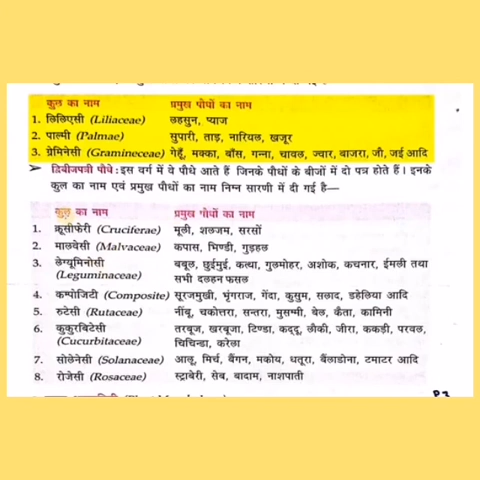 कुल का नाम प्रमुख पौधों का नाम
1. लिलिएसी (Liliaceae) लहसुन, प्याज
2. पाल्मी (Palmae) सुपारी, ताड़, नारियल, खजूर
3. ग्रेमिनेसी (Gramineceae) गेहूँ, मक्का, बाँस, गन्ना, चावल, ज्वार, बाजरा, जौ, जई आदि
➤ द्विबीजपत्री पौधे : इस वर्ग में वे पौधे आते हैं जिनके पौधों के बीजों में दो पत्र होते हैं। इनके
कुल का नाम एवं प्रमुख पौधों का नाम निम्न सारणी में दी गई है—
कुल का नाम प्रमुख पौधों का नाम
1. क्रूसीफेरी (Cruciferae) मूली, शलजम, सरसों
2. मालवेसी (Malvaceae) कपास, भिण्डी, गुड़हल
3. लेग्यूमिनोसी बबूल, छुईमुई, कत्था, गुलमोहर, अशोक, कचनार, ईमली तथा
(Leguminaceae) सभी दलहन फसल
4. कम्पोजिटी (Composite) सूरजमुखी, भृंगराज, गेंदा, कुसुम, सलाद, डहेलिया आदि
5. रुटेसी (Rutaceae) नींबू, चकोतरा, सन्तरा, मुसम्मी, बेल, कैता, कामिनी
6. कुकुरबिटेसी तरबूज, खरबूजा, टिण्डा, कद्दू, लौकी, जीरा, ककड़ी, परवल,
(Cucurbitaceae) चिचिन्डा, करेला
7. सोलेनेसी (Solanaceae) आलू, मिर्च, बैंगन, मकोय, धतूरा, बैंलाडोना, टमाटर आदि
8. रोजेसी (Rosaceae) स्ट्राबेरी, सेब, बादाम, नाशपाती